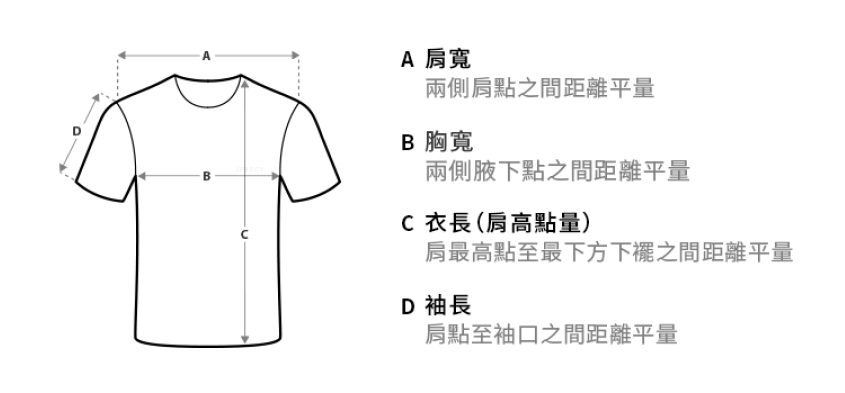 A
D
B
C
A 肩寬
兩側肩點之間距離平量
B 胸寬
兩側腋下點之間距離平量
C 衣長（肩高點量）
肩最高點至最下方下襬之間距離平量
D 袖長
肩點至袖口之間距離平量